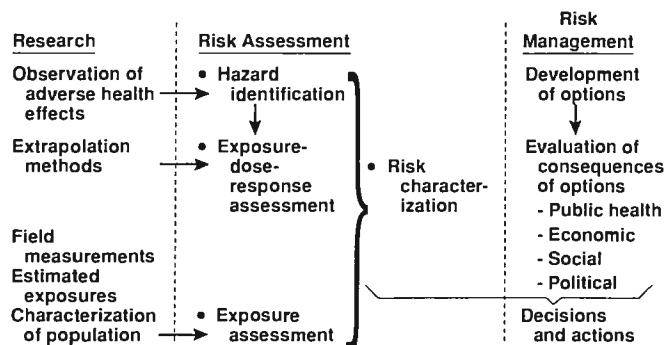 Research
Observation of
adverse health
effects
Extrapolation
methods
Field
measurements
Estimated
exposures
Characterization
of population
Risk Assessment
• Hazard
identification
• Exposure-
dose-
response
assessment
• Exposure
assessment
• Risk
character-
ization
Risk
Management
Development
of options
Evaluation of
consequences
of options
- Public health
- Economic
- Social
- Political
Decisions
and actions